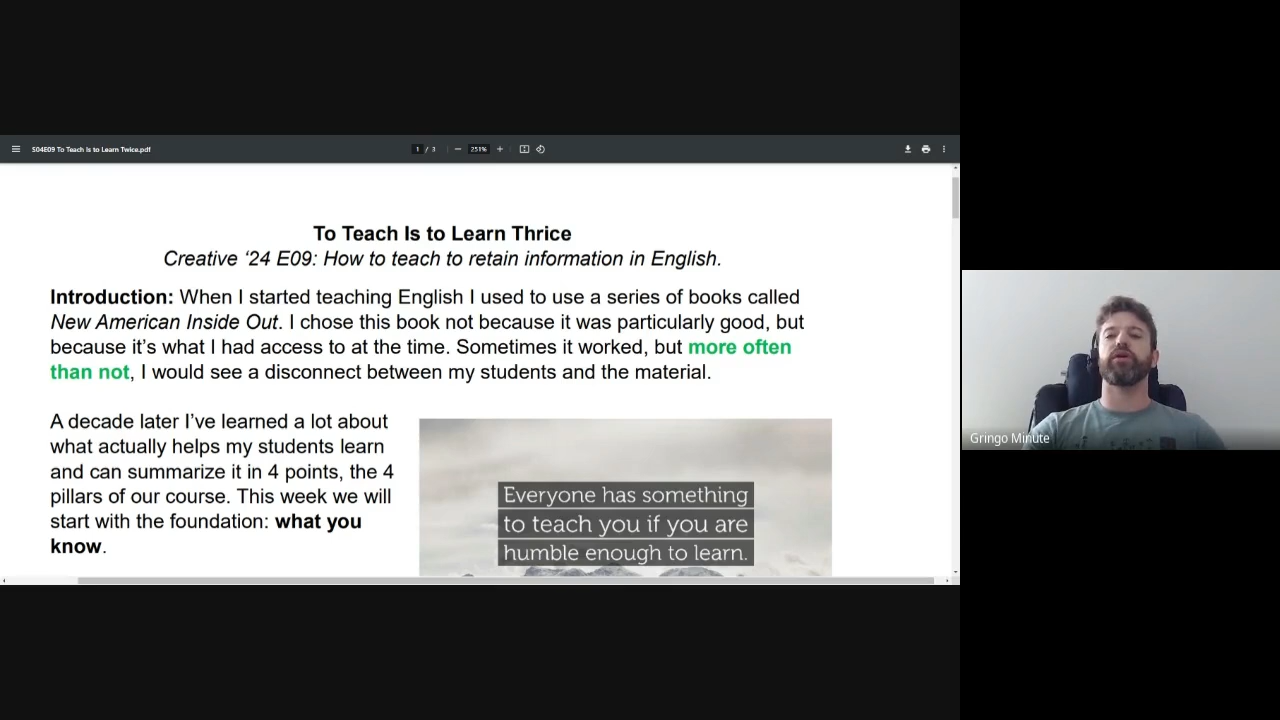 S04E09 To Teach Is to Learn Twice.pdf
1 / 3
251%
To Teach Is to Learn Thrice
Creative ‘24 E09: How to teach to retain information in English.
Introduction: When I started teaching English I used to use a series of books called
New American Inside Out. I chose this book not because it was particularly good, but
because it’s what I had access to at the time. Sometimes it worked, but more often
than not, I would see a disconnect between my students and the material.
A decade later I’ve learned a lot about
what actually helps my students learn
and can summarize it in 4 points, the 4
pillars of our course. This week we will
start with the foundation: what you
know.
Everyone has something
to teach you if you are
humble enough to learn.
Gringo Minute